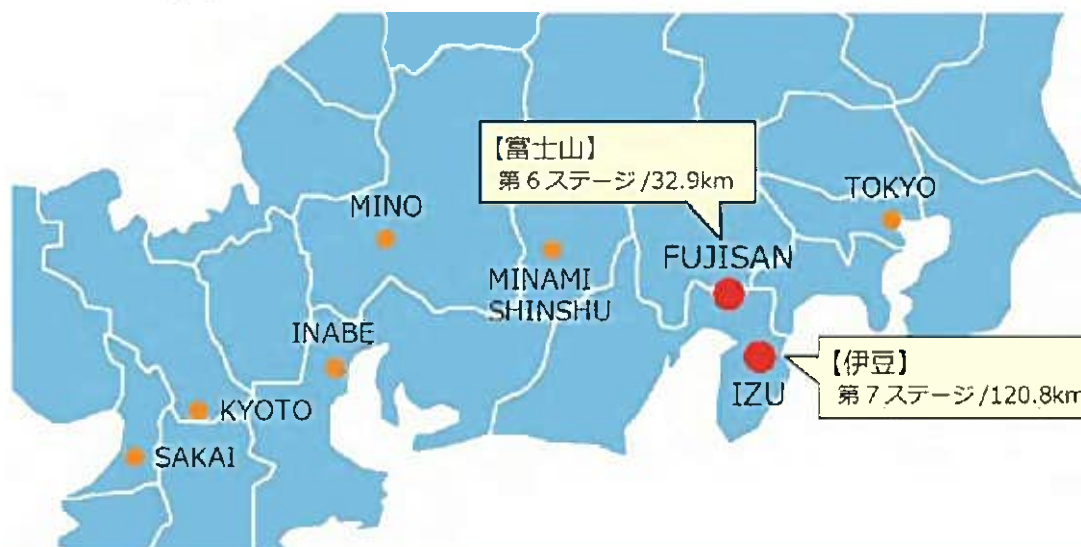 【富士山】
第6ステージ/32.9km
TOKYO
MINO
FUJISAN
MINAMI
SHINSHU
INABE
【伊豆】
第7ステージ/120.8km
IZU
KYOTO
SAKAI